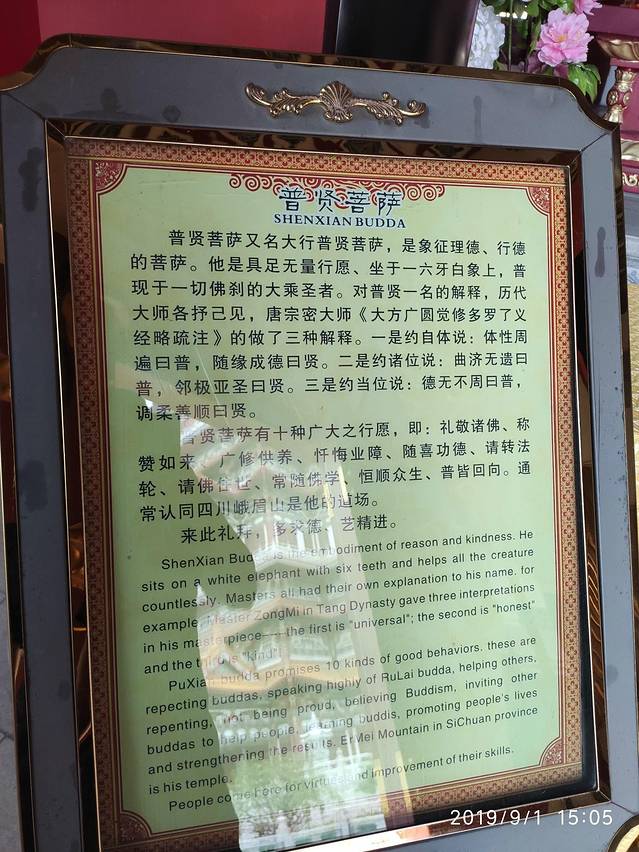 普贤菩萨
SHENXIAN BUDDA
普贤菩萨又名大行普贤菩萨，是象征理德、行德
的菩萨。他是具足无量行愿、坐于一六牙白象上，普
现于一切佛刹的大乘圣者。对普贤一名的解释，历代
大师各抒己见，唐宗密大师《大方广圆觉修多罗了义
经略疏注》的做了三种解释。一是约自体说：体性周
遍曰普，随缘成德曰贤。二是约诸位说：曲济无遗曰
普，邻极亚圣曰贤。三是约当位说：德无不周曰普，
调柔善顺曰贤。
普贤菩萨有十种广大之行愿，即：礼敬诸佛、称
赞如来、广修供养、忏悔业障、随喜功德、请转法
轮、请佛住世、常随佛学、恒顺众生、普皆回向。通
常认同四川峨眉山是他的道场。
来此礼拜，多求德、艺精进。
ShenXian Budda is the embodiment of reason and kindness. He
sits on a white elephant with six teeth and helps all the creature
countlessly. Masters all had their own explanation to his name. for
example, Master ZongMi in Tang Dynasty gave three interpretations
in his masterpiece----the first is "universal"; the second is "honest"
and the third is "kind".
PuXian budda promises 10 kinds of good behaviors. these are
repecting buddas, speaking highly of RuLai budda, helping others,
repenting, not being proud, believing Buddism, inviting other
buddas to help people, learning buddis, promoting people's lives
and strengthening the results. ErMei Mountain in SiChuan province
is his temple.
People come here for virtues and improvement of their skills.
2019/9/1 15:05